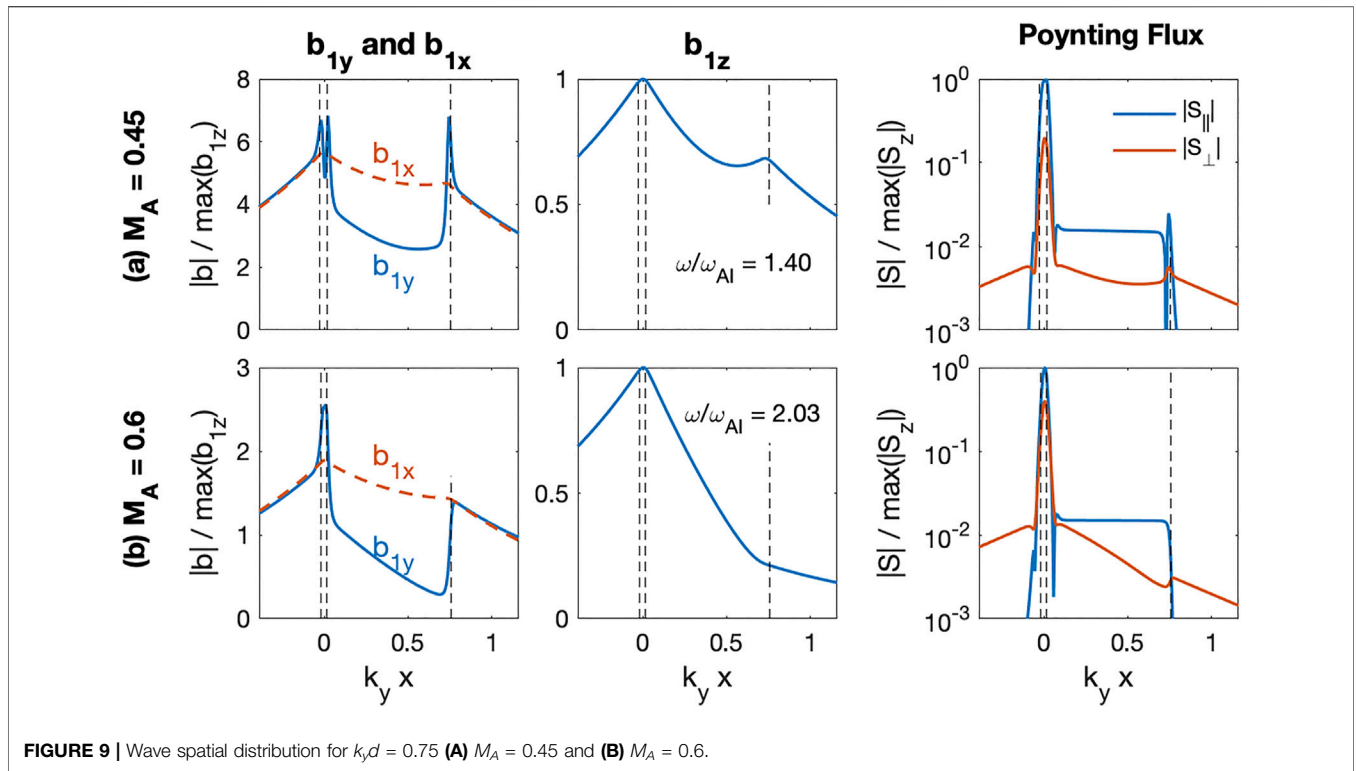 b1y and b1x
b1z
Poynting Flux
(a) MA = 0.45
|b| / max(b1z)
8
6
4
2
0
b1x
b1y
1
0.5
0
ω/ωAI = 1.40
|S| / max(|Sz|)
10^0
10^-1
10^-2
10^-3
|S∥|
|S⊥|
(b) MA = 0.6
|b| / max(b1z)
3
2
1
0
b1x
b1y
0 0.5 1
ky x
1
0.5
0
ω/ωAI = 2.03
0 0.5 1
ky x
|S| / max(|Sz|)
10^0
10^-1
10^-2
10^-3
0 0.5 1
ky x
FIGURE 9 | Wave spatial distribution for kyd = 0.75 (A) MA = 0.45 and (B) MA = 0.6.